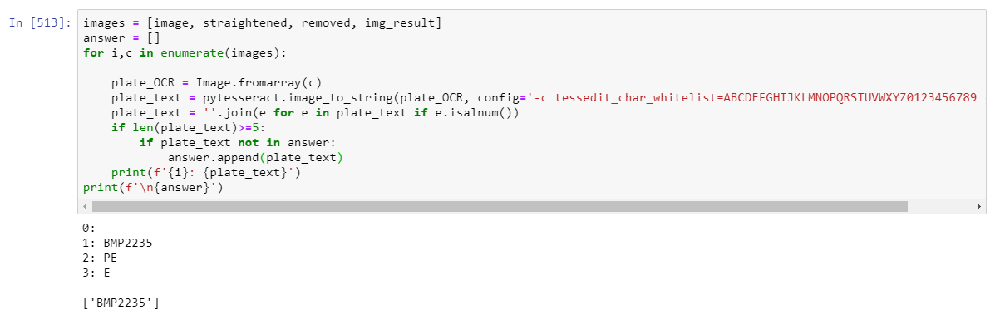 In [513]:
images = [image, straightened, removed, img_result]
answer = []
for i,c in enumerate(images):
plate_OCR = Image.fromarray(c)
plate_text = pytesseract.image_to_string(plate_OCR, config='-c tessedit_char_whitelist=ABCDEFGHIJKLMNOPQRSTUVWXYZ0123456789
plate_text = ''.join(e for e in plate_text if e.isalnum())
if len(plate_text)>=5:
if plate_text not in answer:
answer.append(plate_text)
print(f'{i}: {plate_text}')
print(f'\n{answer}')
0:
1: BMP2235
2: PE
3: E
['BMP2235']